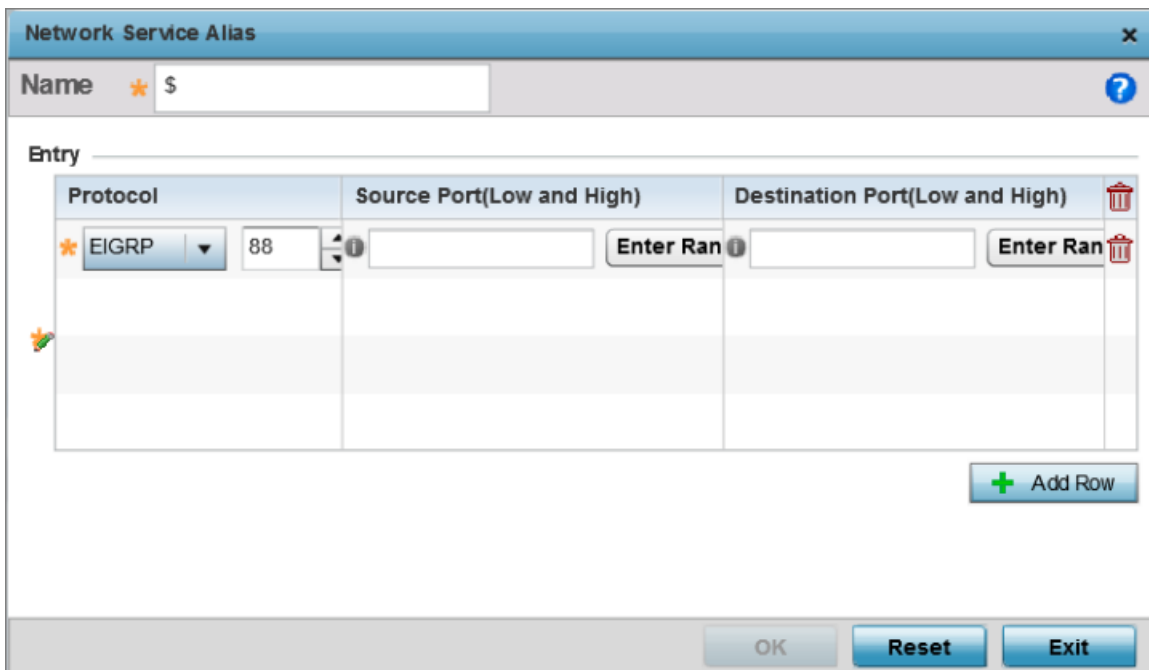 Network Service Alias
Name * $
Entry
Protocol Source Port(Low and High) Destination Port(Low and High)
EIGRP 88 Enter Ran Enter Ran
Add Row
OK Reset Exit